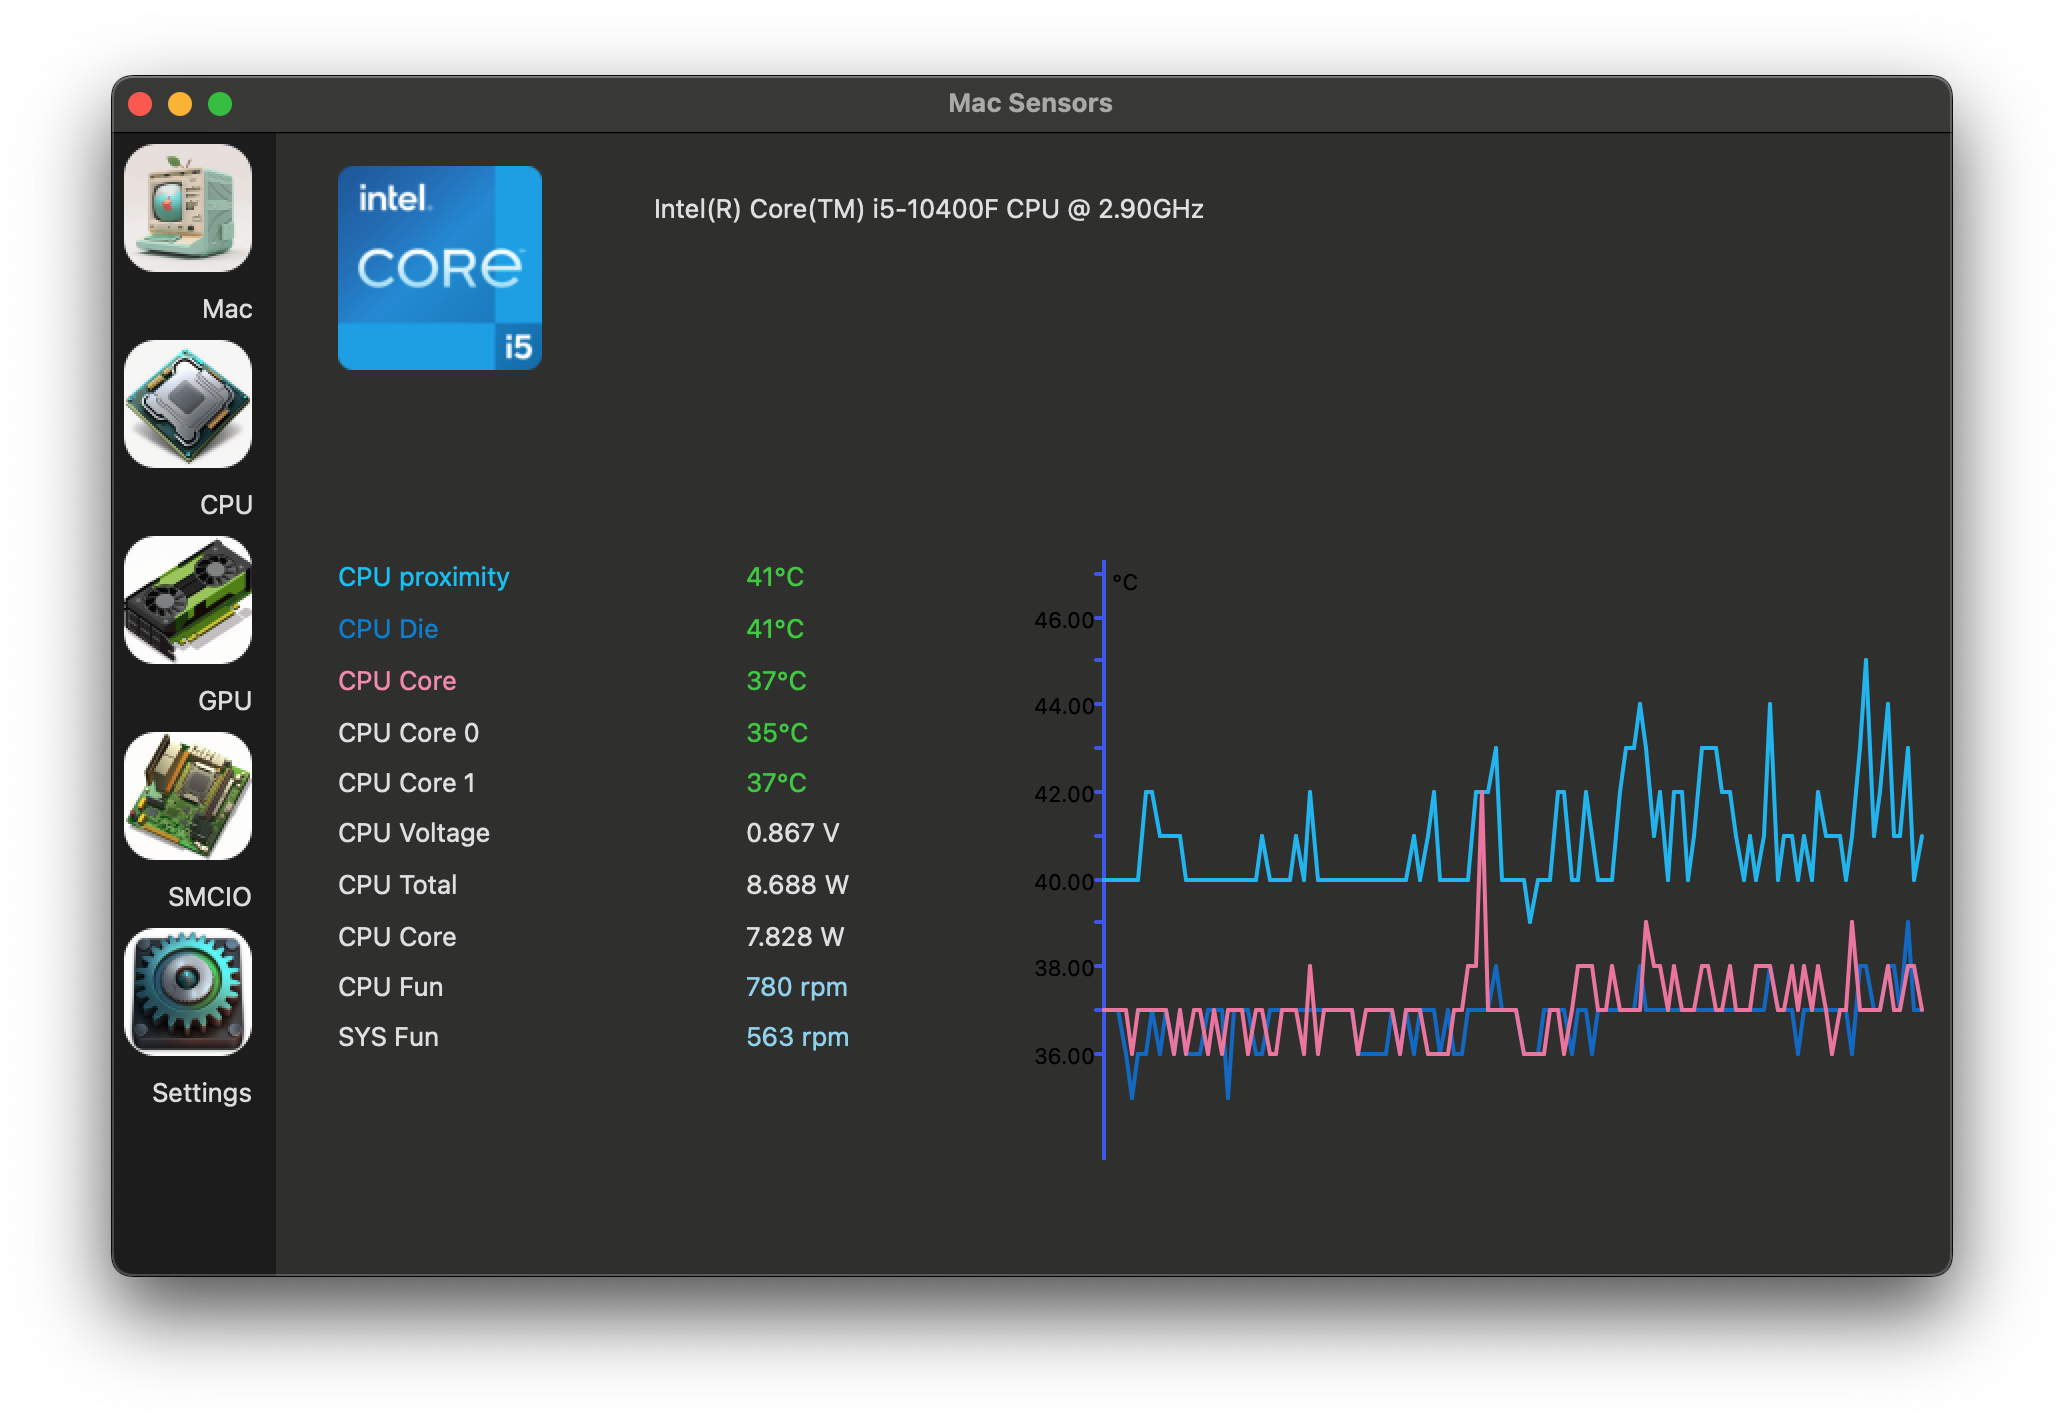 Mac Sensors
Mac
CPU
GPU
SMCIO
Settings
intel.
CORE™
i5
Intel(R) Core(TM) i5-10400F CPU @ 2.90GHz
CPU proximity 41°C
CPU Die 41°C
CPU Core 37°C
CPU Core 0 35°C
CPU Core 1 37°C
CPU Voltage 0.867 V
CPU Total 8.688 W
CPU Core 7.828 W
CPU Fun 780 rpm
SYS Fun 563 rpm
°C
46.00
44.00
42.00
40.00
38.00
36.00